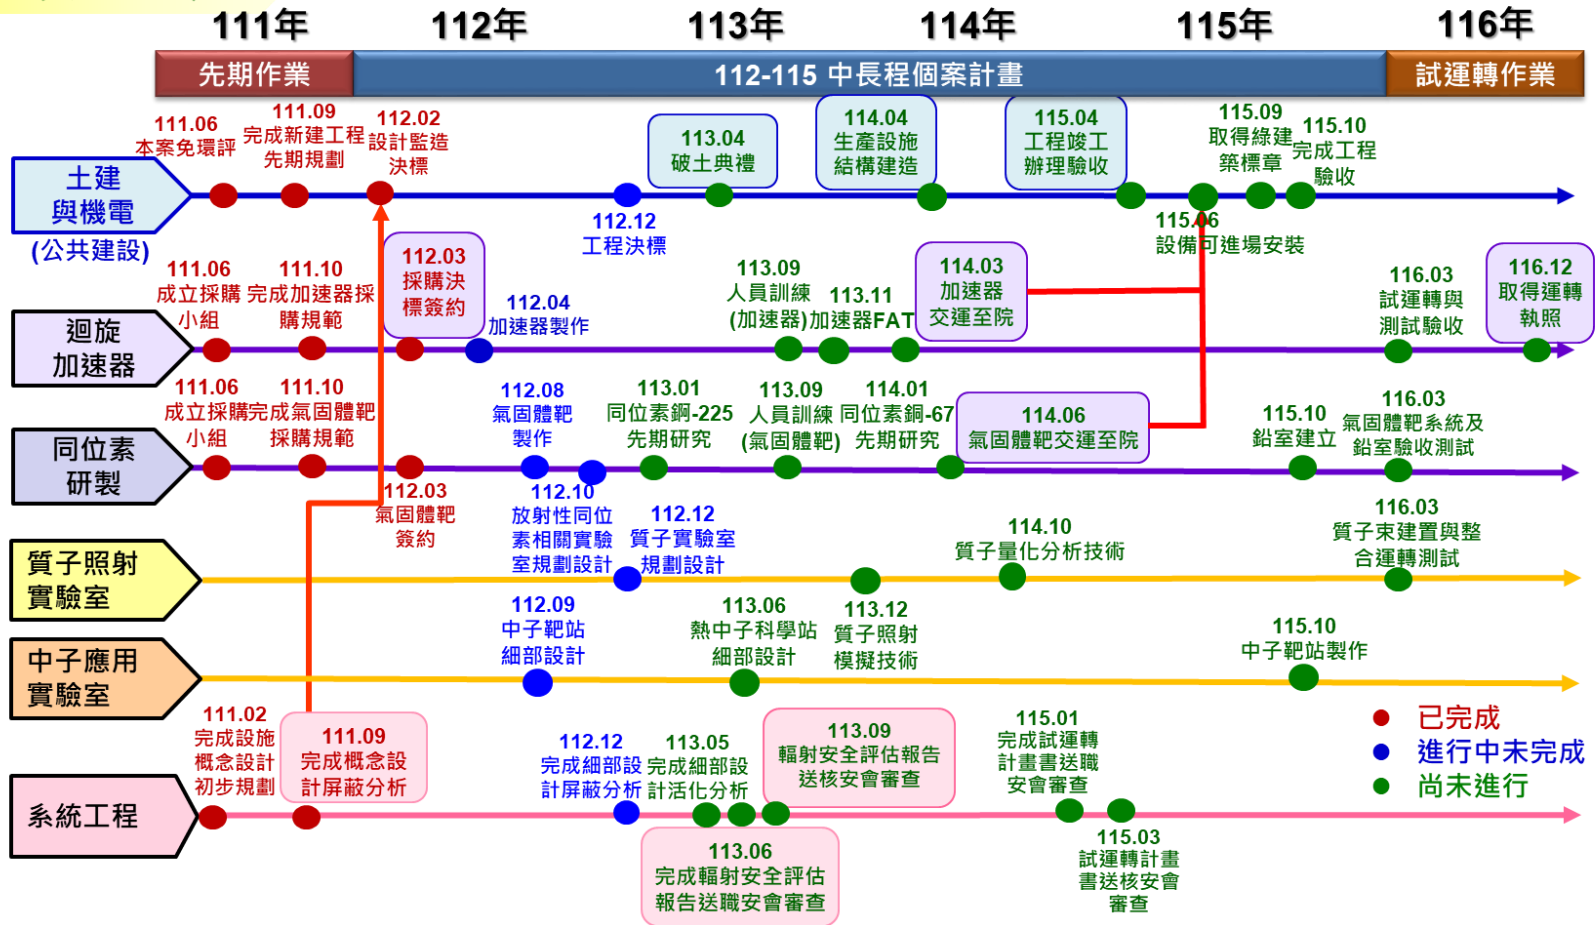 111年
112年
113年
114年
115年
116年
先期作業
112-115 中長程個案計畫
試運轉作業
土建
與機電
(公共建設)
111.06
本案免環評
111.09
完成新建工程
先期規劃
112.02
設計監造
決標
112.12
工程決標
113.04
破土典禮
114.04
生產設施
結構建造
115.04
工程竣工
辦理驗收
115.06
設備可進場安裝
115.09
取得綠建
築標章
115.10
完成工程
驗收
迴旋
加速器
111.06
成立採購
小組
111.10
完成加速器採
購規範
112.03
採購決
標簽約
112.04
加速器製作
113.09
人員訓練
(加速器)
113.11
加速器FAT
114.03
加速器
交運至院
116.03
試運轉與
測試驗收
116.12
取得運轉
執照
同位素
研製
111.06
成立採購
小組
111.10
完成氣固體靶
採購規範
112.03
氣固體靶
簽約
112.08
氣固體靶
製作
112.10
放射性同位
素相關實驗
室規劃設計
113.01
同位素錒-225
先期研究
113.09
人員訓練
(氣固體靶)
114.01
同位素銅-67
先期研究
114.06
氣固體靶交運至院
115.10
鉛室建立
116.03
氣固體靶系統及
鉛室驗收測試
質子照射
實驗室
112.12
質子實驗室
規劃設計
113.12
質子照射
模擬技術
114.10
質子量化分析技術
116.03
質子束建置與整
合運轉測試
中子應用
實驗室
112.09
中子靶站
細部設計
113.06
熱中子科學站
細部設計
115.10
中子靶站製作
系統工程
111.02
完成設施
概念設計
初步規劃
111.09
完成概念設
計屏蔽分析
112.12
完成細部設
計屏蔽分析
113.05
完成細部設
計活化分析
113.06
完成輻射安全評估
報告送職安會審查
113.09
輻射安全評估報告
送核安會審查
115.01
完成試運轉
計畫書送職
安會審查
115.03
試運轉計畫
書送核安會
審查
已完成
進行中未完成
尚未進行